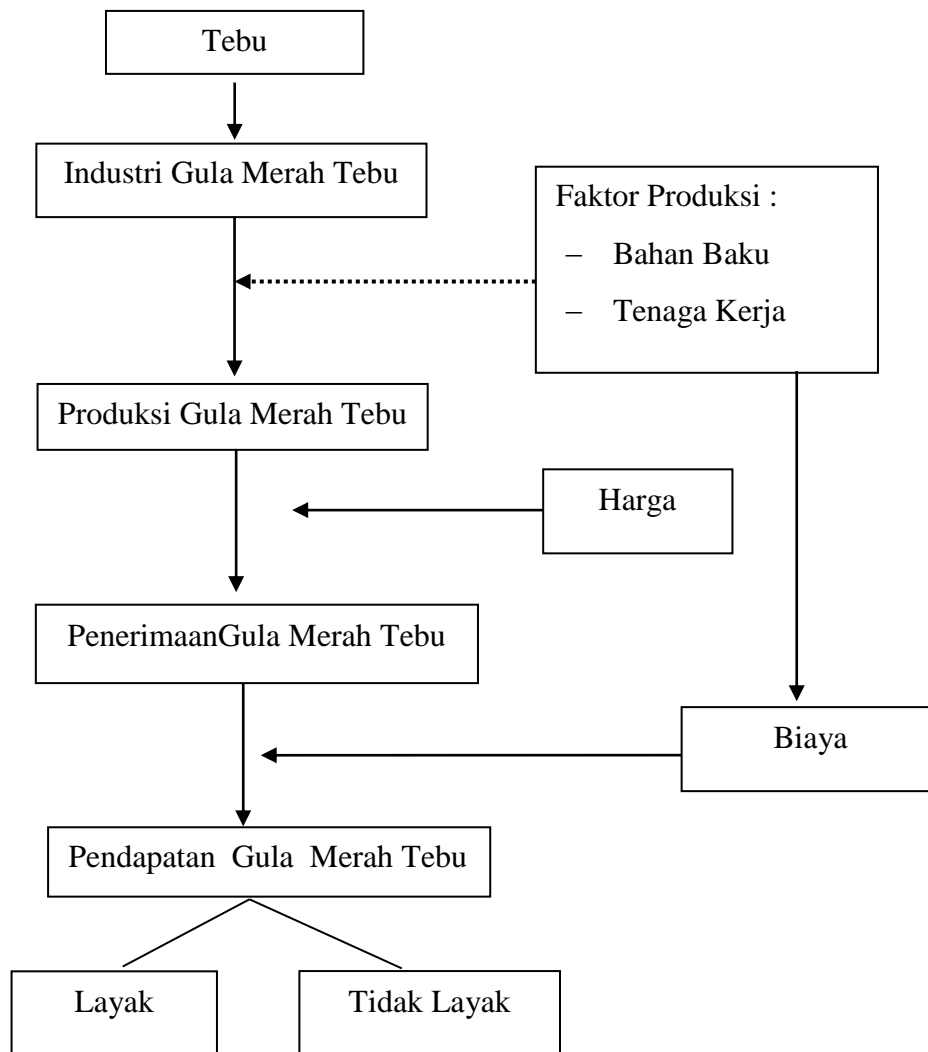 Tebu
Industri Gula Merah Tebu
Faktor Produksi :
– Bahan Baku
– Tenaga Kerja
Produksi Gula Merah Tebu
Harga
PenerimaanGula Merah Tebu
Biaya
Pendapatan Gula Merah Tebu
Layak
Tidak Layak